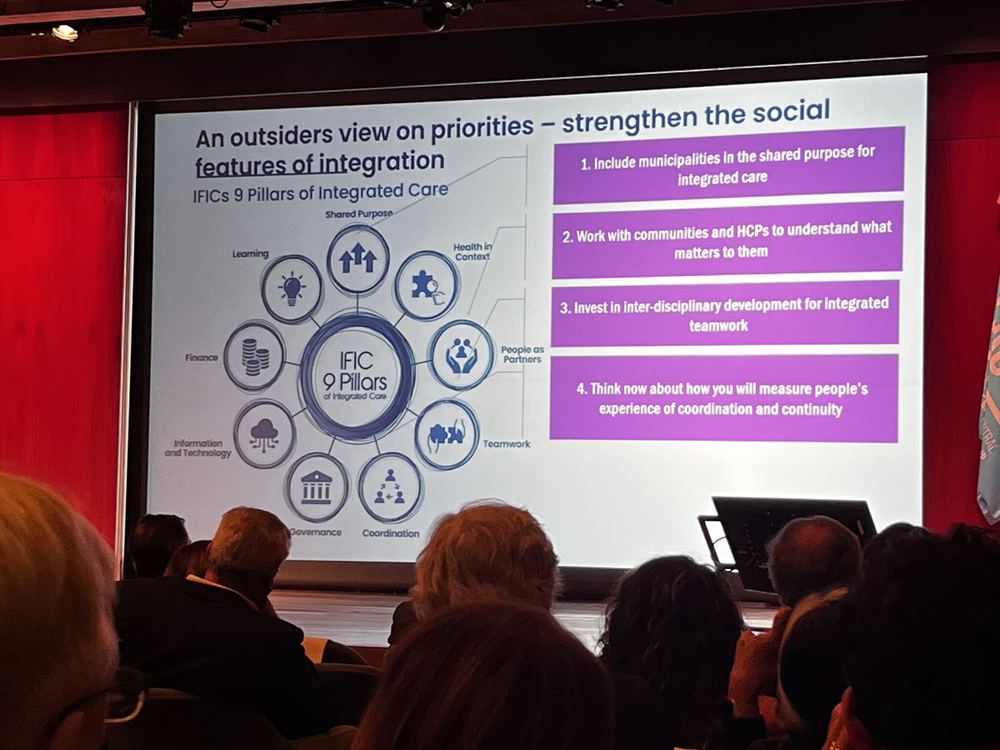 An outsiders view on priorities – strengthen the social
features of integration
IFICs 9 Pillars of Integrated Care
Shared Purpose
Learning
Health in
Context
Finance
IFIC
9 Pillars
of Integrated Care
People as
Partners
Information
and Technology
Teamwork
Governance
Coordination
1. Include municipalities in the shared purpose for
integrated care
2. Work with communities and HCPs to understand what
matters to them
3. Invest in inter-disciplinary development for integrated
teamwork
4. Think now about how you will measure people's
experience of coordination and continuity